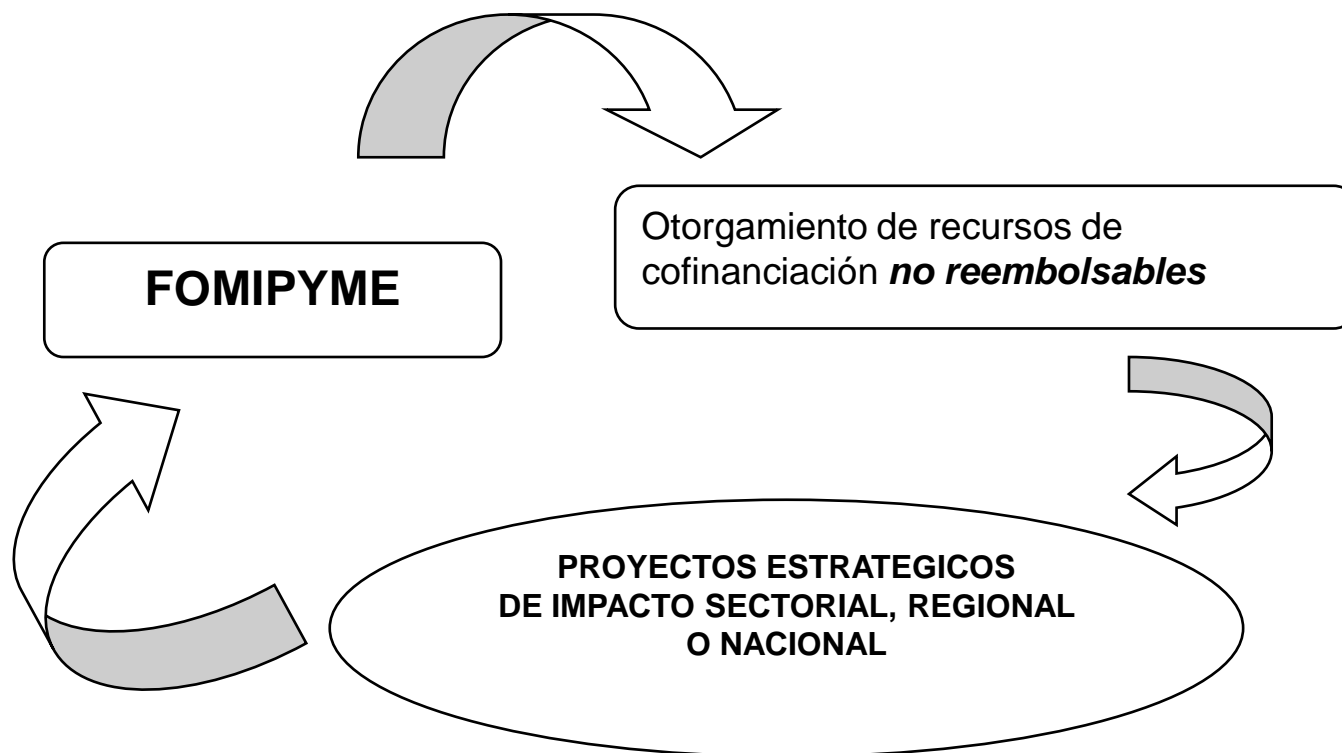 FOMIPYME
Otorgamiento de recursos de
cofinanciación no reembolsables
PROYECTOS ESTRATEGICOS
DE IMPACTO SECTORIAL, REGIONAL
O NACIONAL